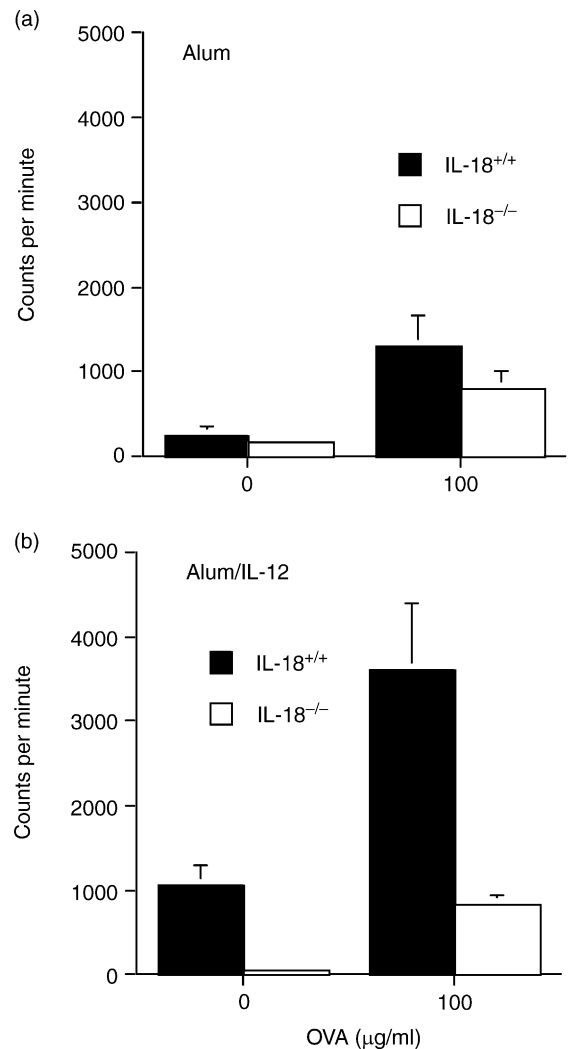 (a)
5000
Alum
4000
IL-18+/+
3000
IL-18−/−
Counts per minute
2000
1000
0
0 100
(b)
5000
Alum/IL-12
4000
IL-18+/+
3000
IL-18−/−
Counts per minute
2000
1000
0
0 100
OVA (μg/ml)